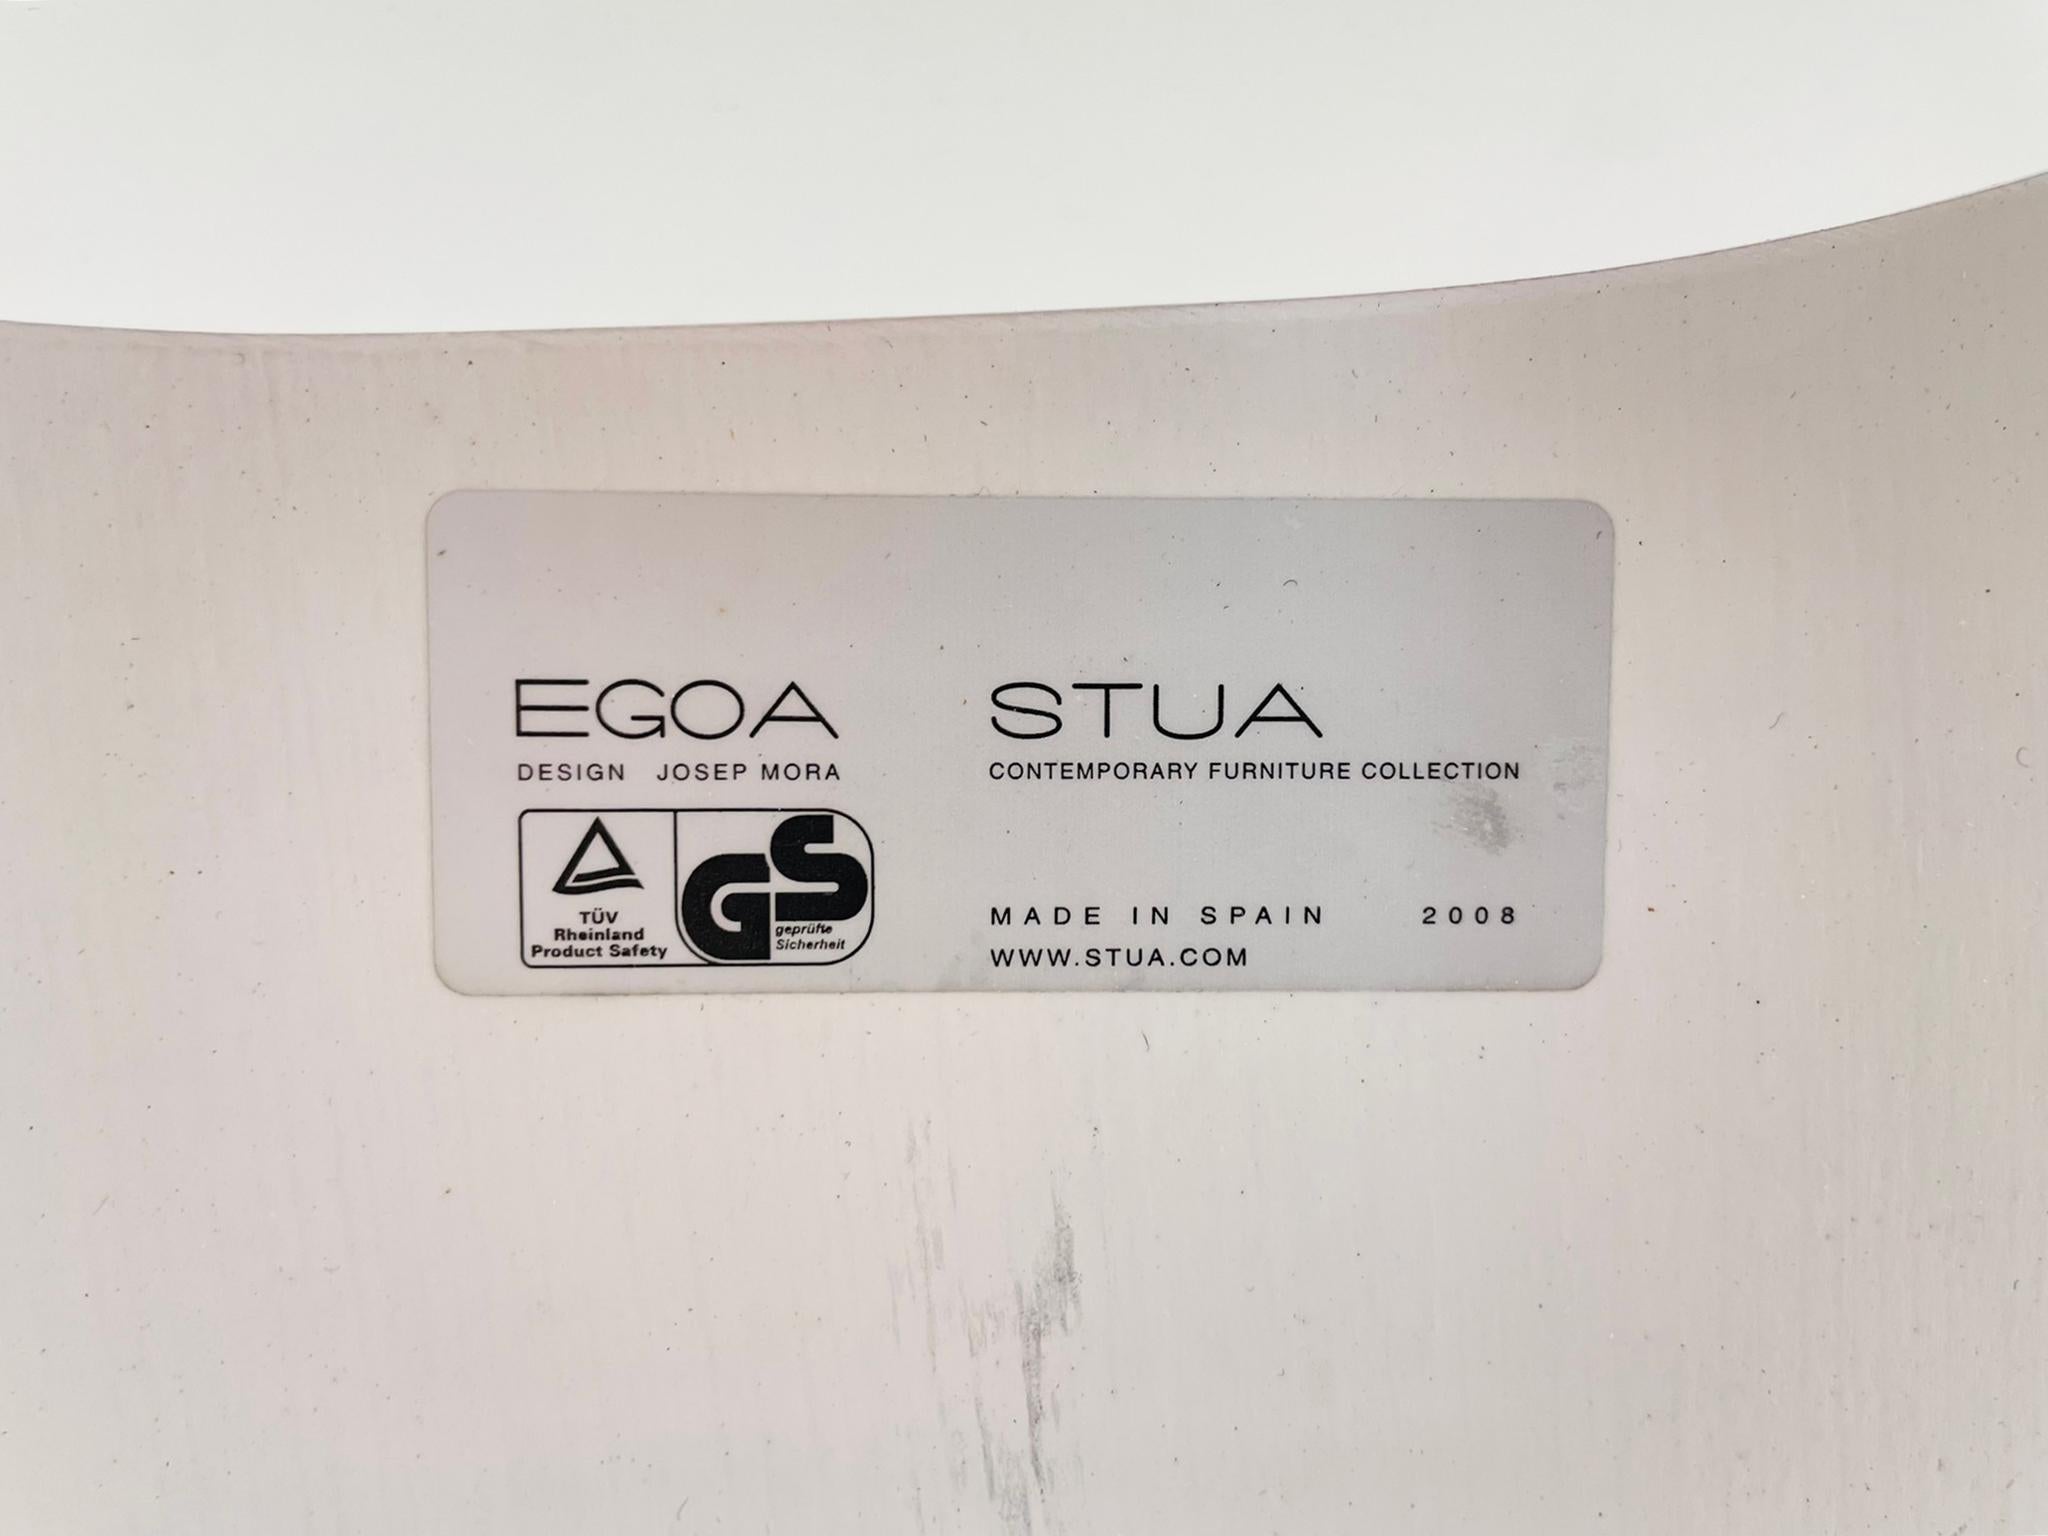 EGOA
DESIGN JOSEP MORA
TÜV
Rheinland
Product Safety
GS
geprüfte
Sicherheit
STUA
CONTEMPORARY FURNITURE COLLECTION
MADE IN SPAIN 2008
WWW.STUA.COM